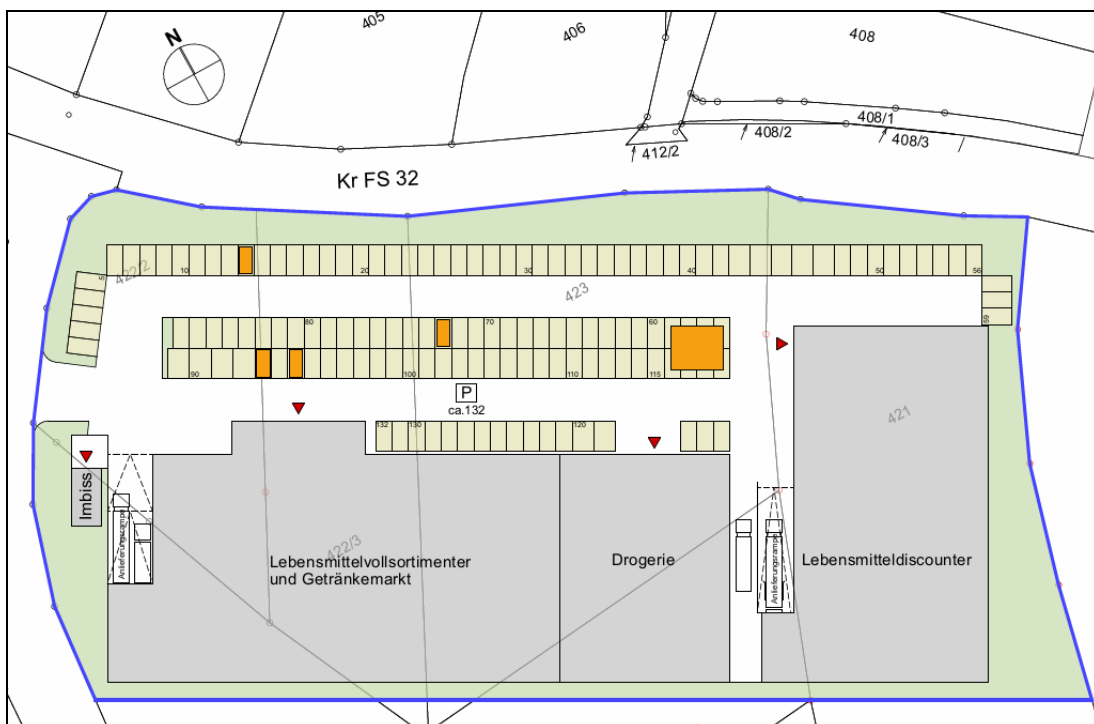 405
406
408
N
408/1
408/2
408/3
412/2
Kr FS 32
5
422/2
10
20
30
40
50
56
423
59
80
70
60
90
100
110
115
P
ca.132
132
130
120
421
Imbiss
Anlieferungsrampe
422/3
Lebensmittelvollsortimenter
und Getränkemarkt
Drogerie
Anlieferungsrampe
Lebensmitteldiscounter